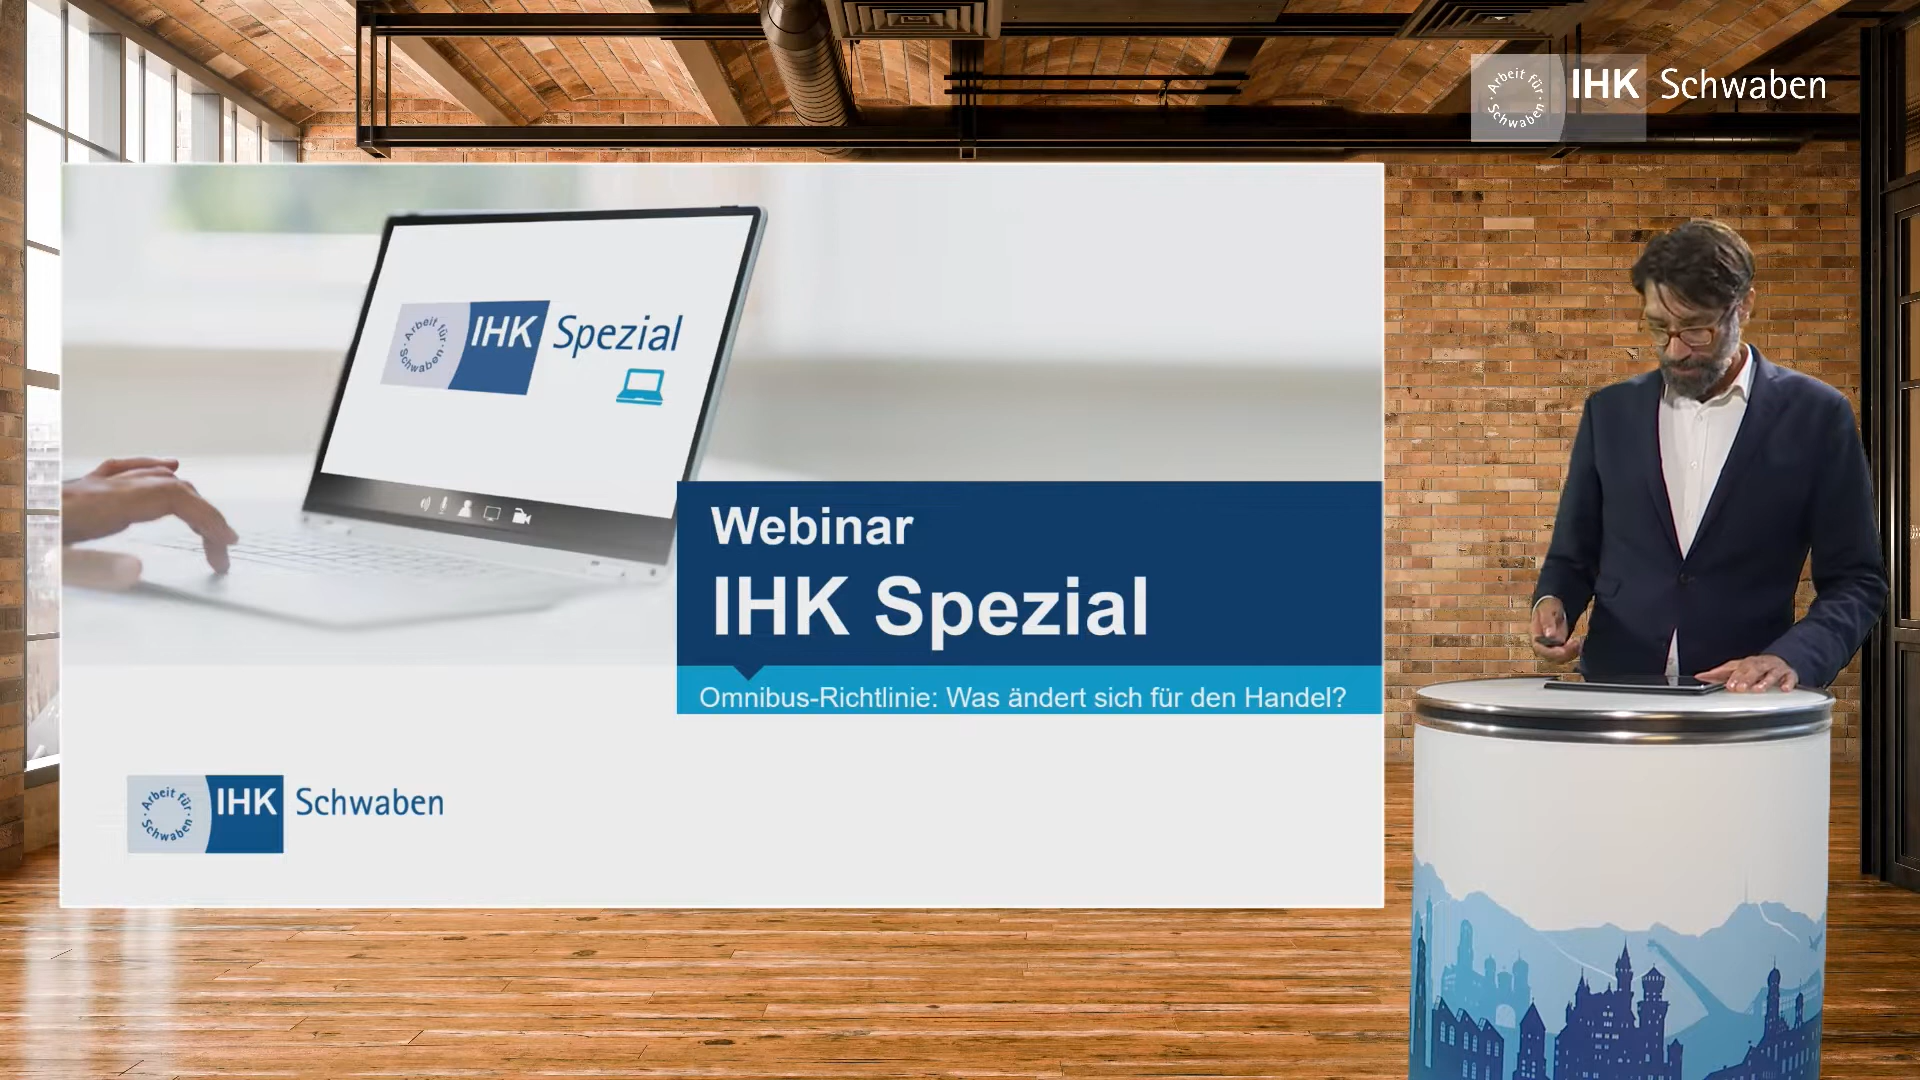 Arbeit für Schwaben
IHK Schwaben
Arbeit für Schwaben
IHK Spezial
Webinar
IHK Spezial
Omnibus-Richtlinie: Was ändert sich für den Handel?
Arbeit für Schwaben
IHK Schwaben